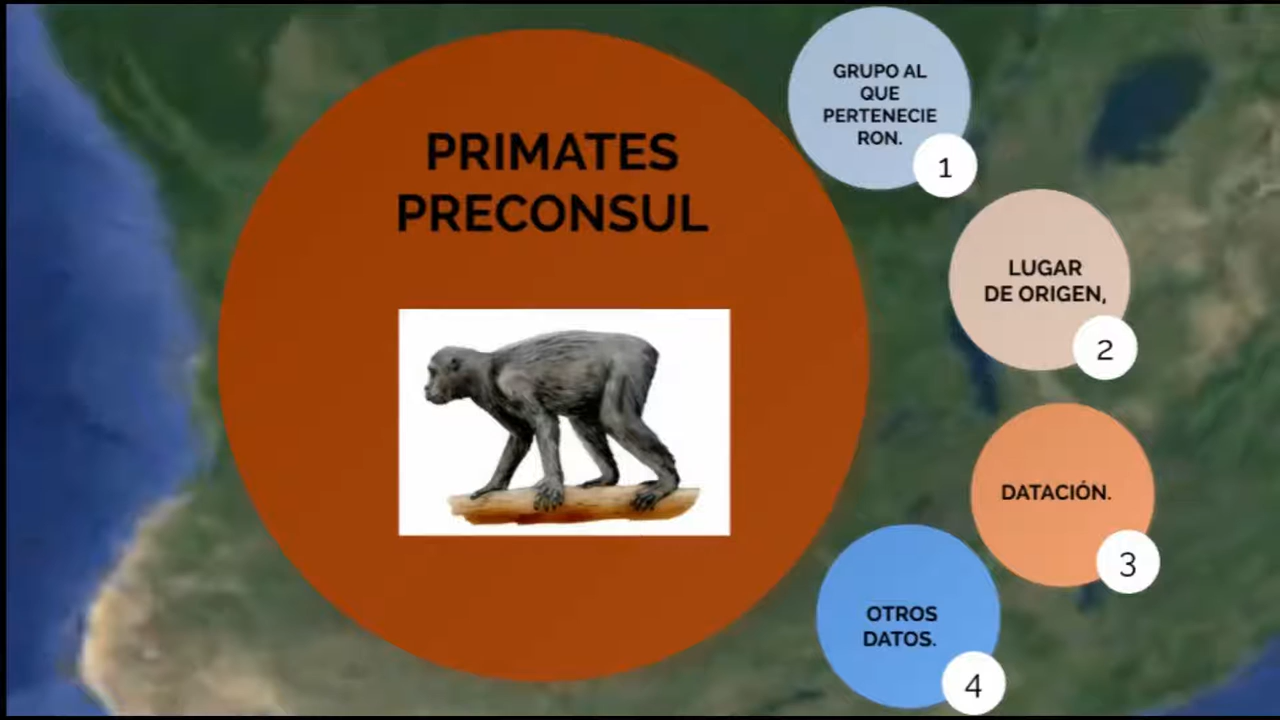 PRIMATES
PRECONSUL
GRUPO AL
QUE
PERTENECIE
RON.
1
LUGAR
DE ORIGEN,
2
DATACIÓN.
3
OTROS
DATOS.
4